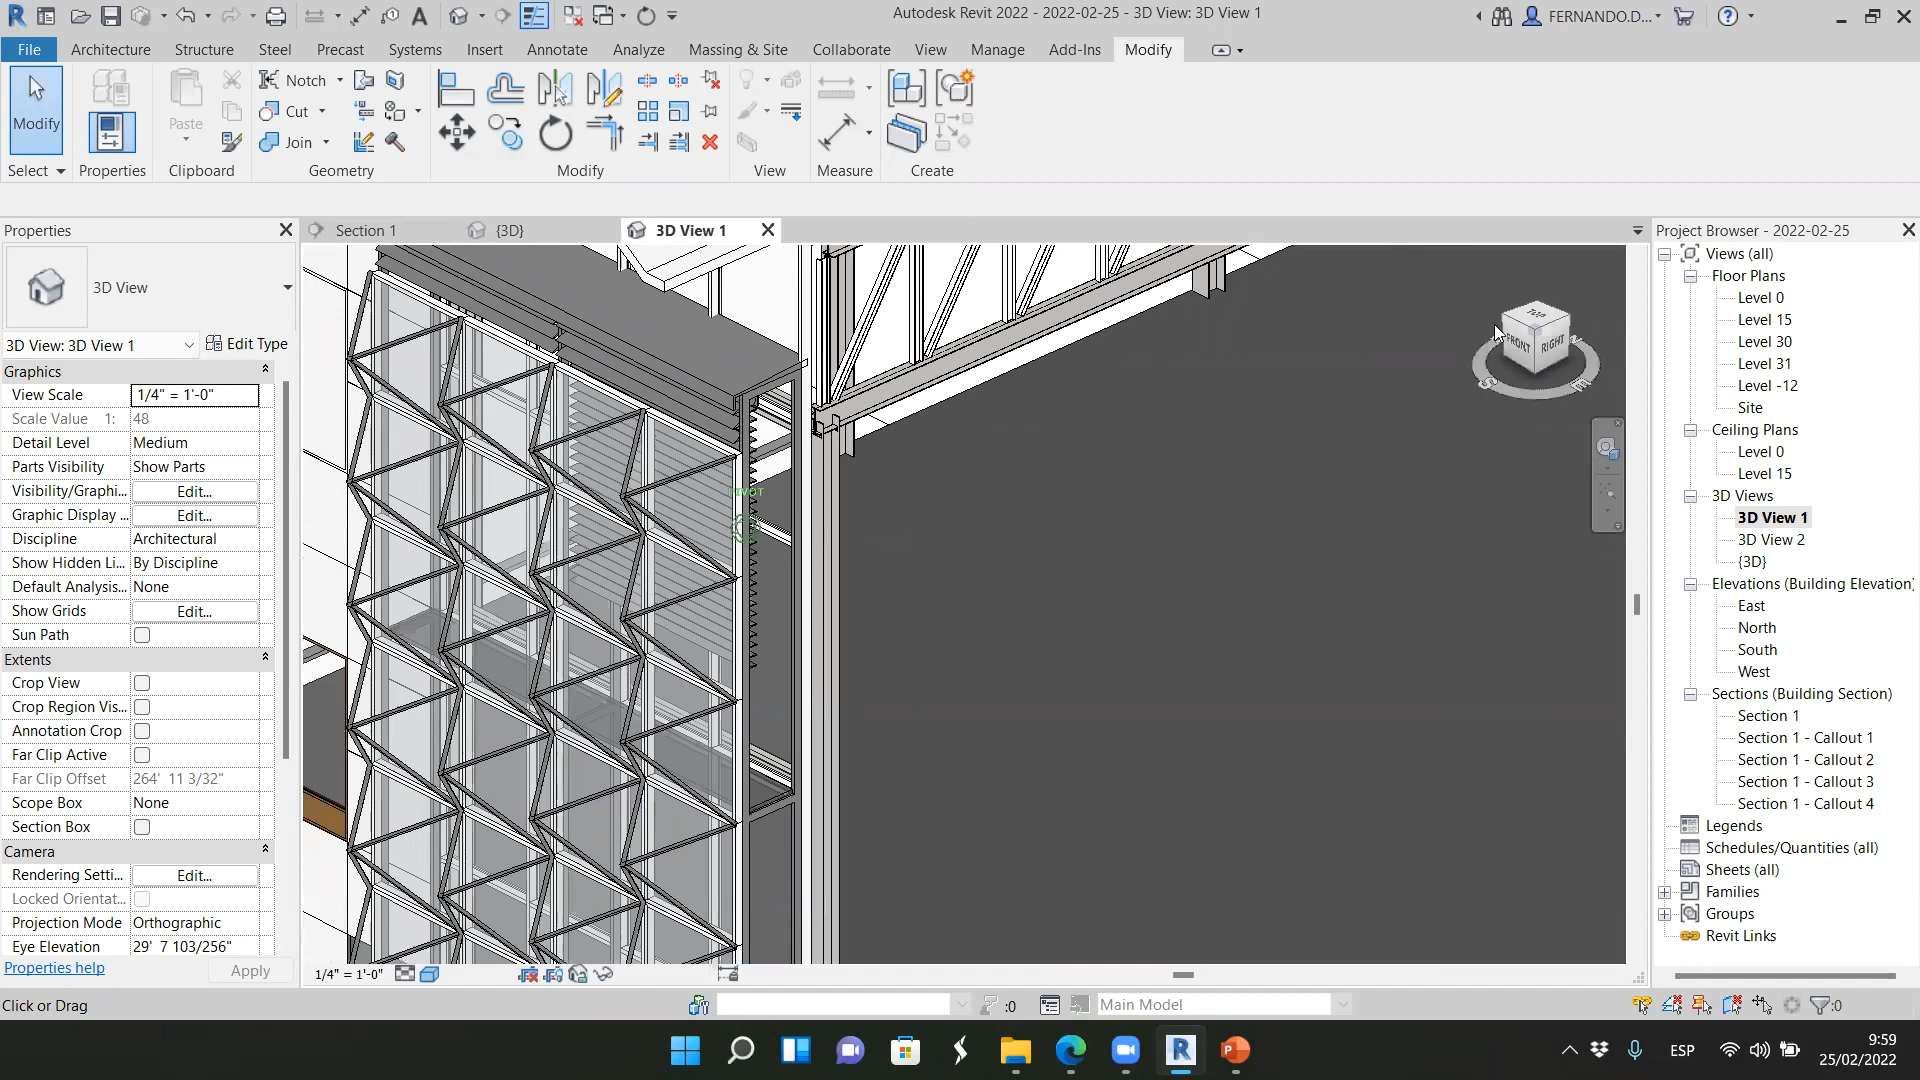 Autodesk Revit 2022 - 2022-02-25 - 3D View: 3D View 1
FERNANDO.D...
File Architecture Structure Steel Precast Systems Insert Annotate Analyze Massing & Site Collaborate View Manage Add-Ins Modify
Modify
Paste
Notch
Cut
Join
Select Properties Clipboard Geometry Modify View Measure Create
Properties
3D View
3D View: 3D View 1
Edit Type
Graphics
View Scale 1/4" = 1'-0"
Scale Value 1: 48
Detail Level Medium
Parts Visibility Show Parts
Visibility/Graphi... Edit...
Graphic Display ... Edit...
Discipline Architectural
Show Hidden Li... By Discipline
Default Analysis... None
Show Grids Edit...
Sun Path
Extents
Crop View
Crop Region Vis...
Annotation Crop
Far Clip Active
Far Clip Offset 264' 11 3/32"
Scope Box None
Section Box
Camera
Rendering Setti... Edit...
Locked Orientat...
Projection Mode Orthographic
Eye Elevation 29' 7 103/256"
Properties help
Apply
Section 1
{3D}
3D View 1
PIVOT
TOP
FRONT
RIGHT
S
1/4" = 1'-0"
Project Browser - 2022-02-25
Views (all)
Floor Plans
Level 0
Level 15
Level 30
Level 31
Level -12
Site
Ceiling Plans
Level 0
Level 15
3D Views
3D View 1
3D View 2
{3D}
Elevations (Building Elevation)
East
North
South
West
Sections (Building Section)
Section 1
Section 1 - Callout 1
Section 1 - Callout 2
Section 1 - Callout 3
Section 1 - Callout 4
Legends
Schedules/Quantities (all)
Sheets (all)
Families
Groups
Revit Links
Click or Drag
:0
Main Model
:0
ESP
9:59
25/02/2022